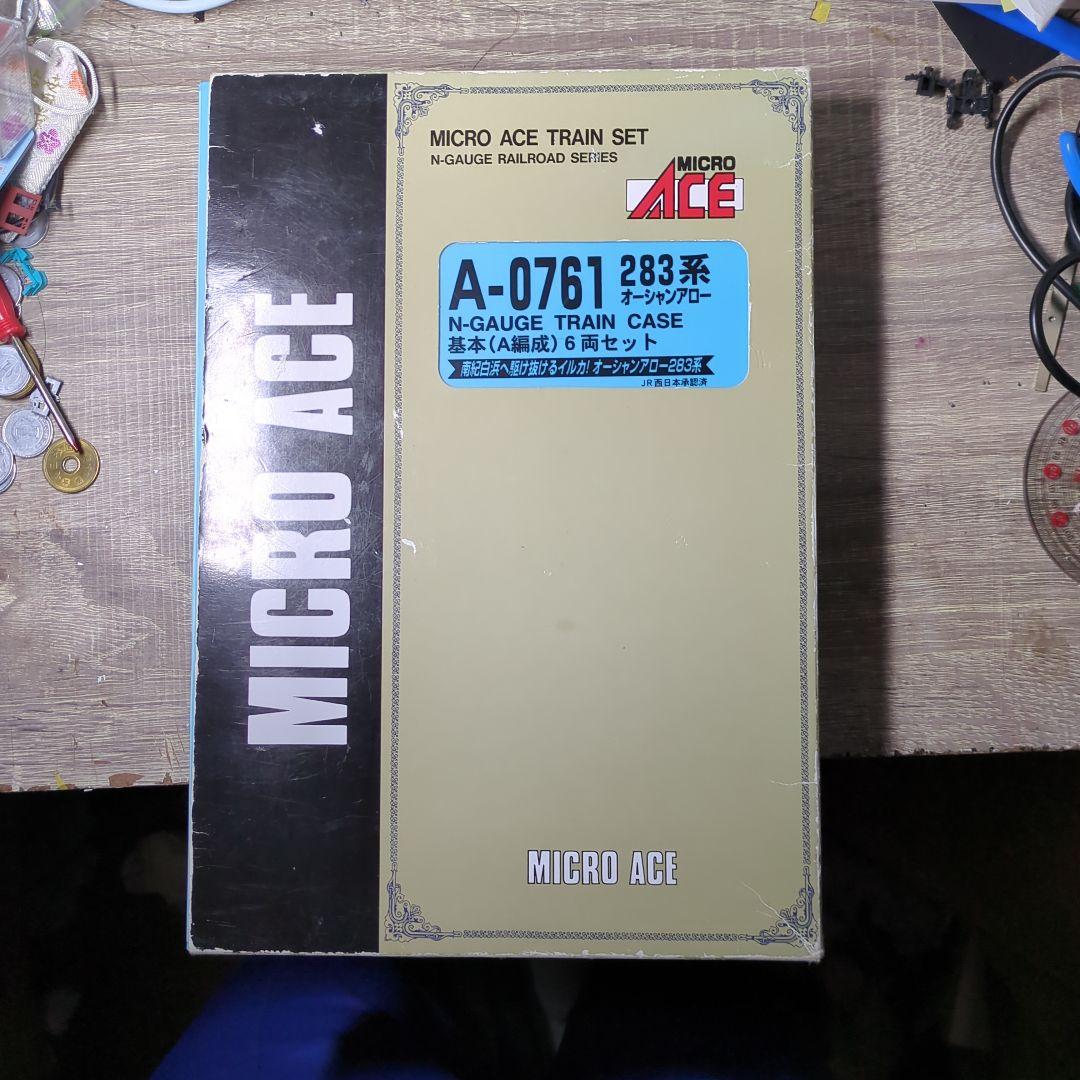 MICRO ACE TRAIN SET
N-GAUGE RAILROAD SERIES
MICRO
ACE
A-0761 283系
オーシャンアロー
N-GAUGE TRAIN CASE
基本(A編成)6両セット
南紀白浜へ駆け抜けるイルカ! オーシャンアロー283系
JR西日本承認済
MICRO ACE
MICRO ACE